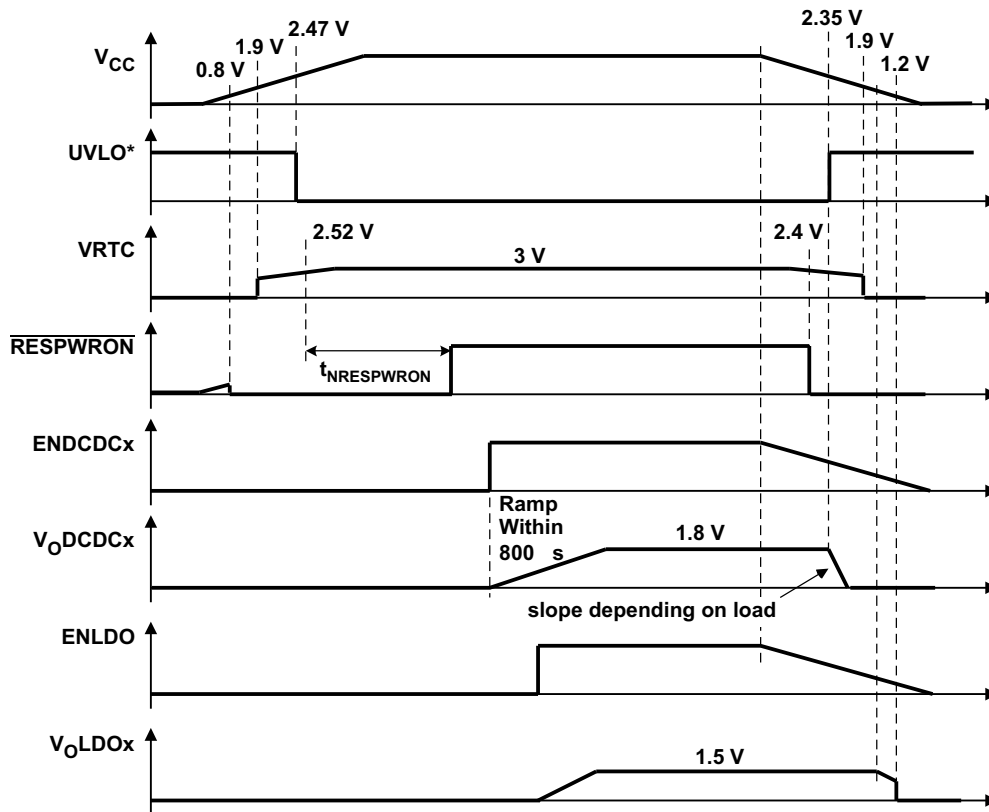 2.47 V
2.35 V
1.9 V
1.9 V
VCC
0.8 V
1.2 V
UVLO*
2.52 V
2.4 V
VRTC
3 V
RESPWRON
tNRESPWRON
ENDCDCx
Ramp
Within
800 s
1.8 V
VODCDCx
slope depending on load
ENLDO
1.5 V
VOLDOx